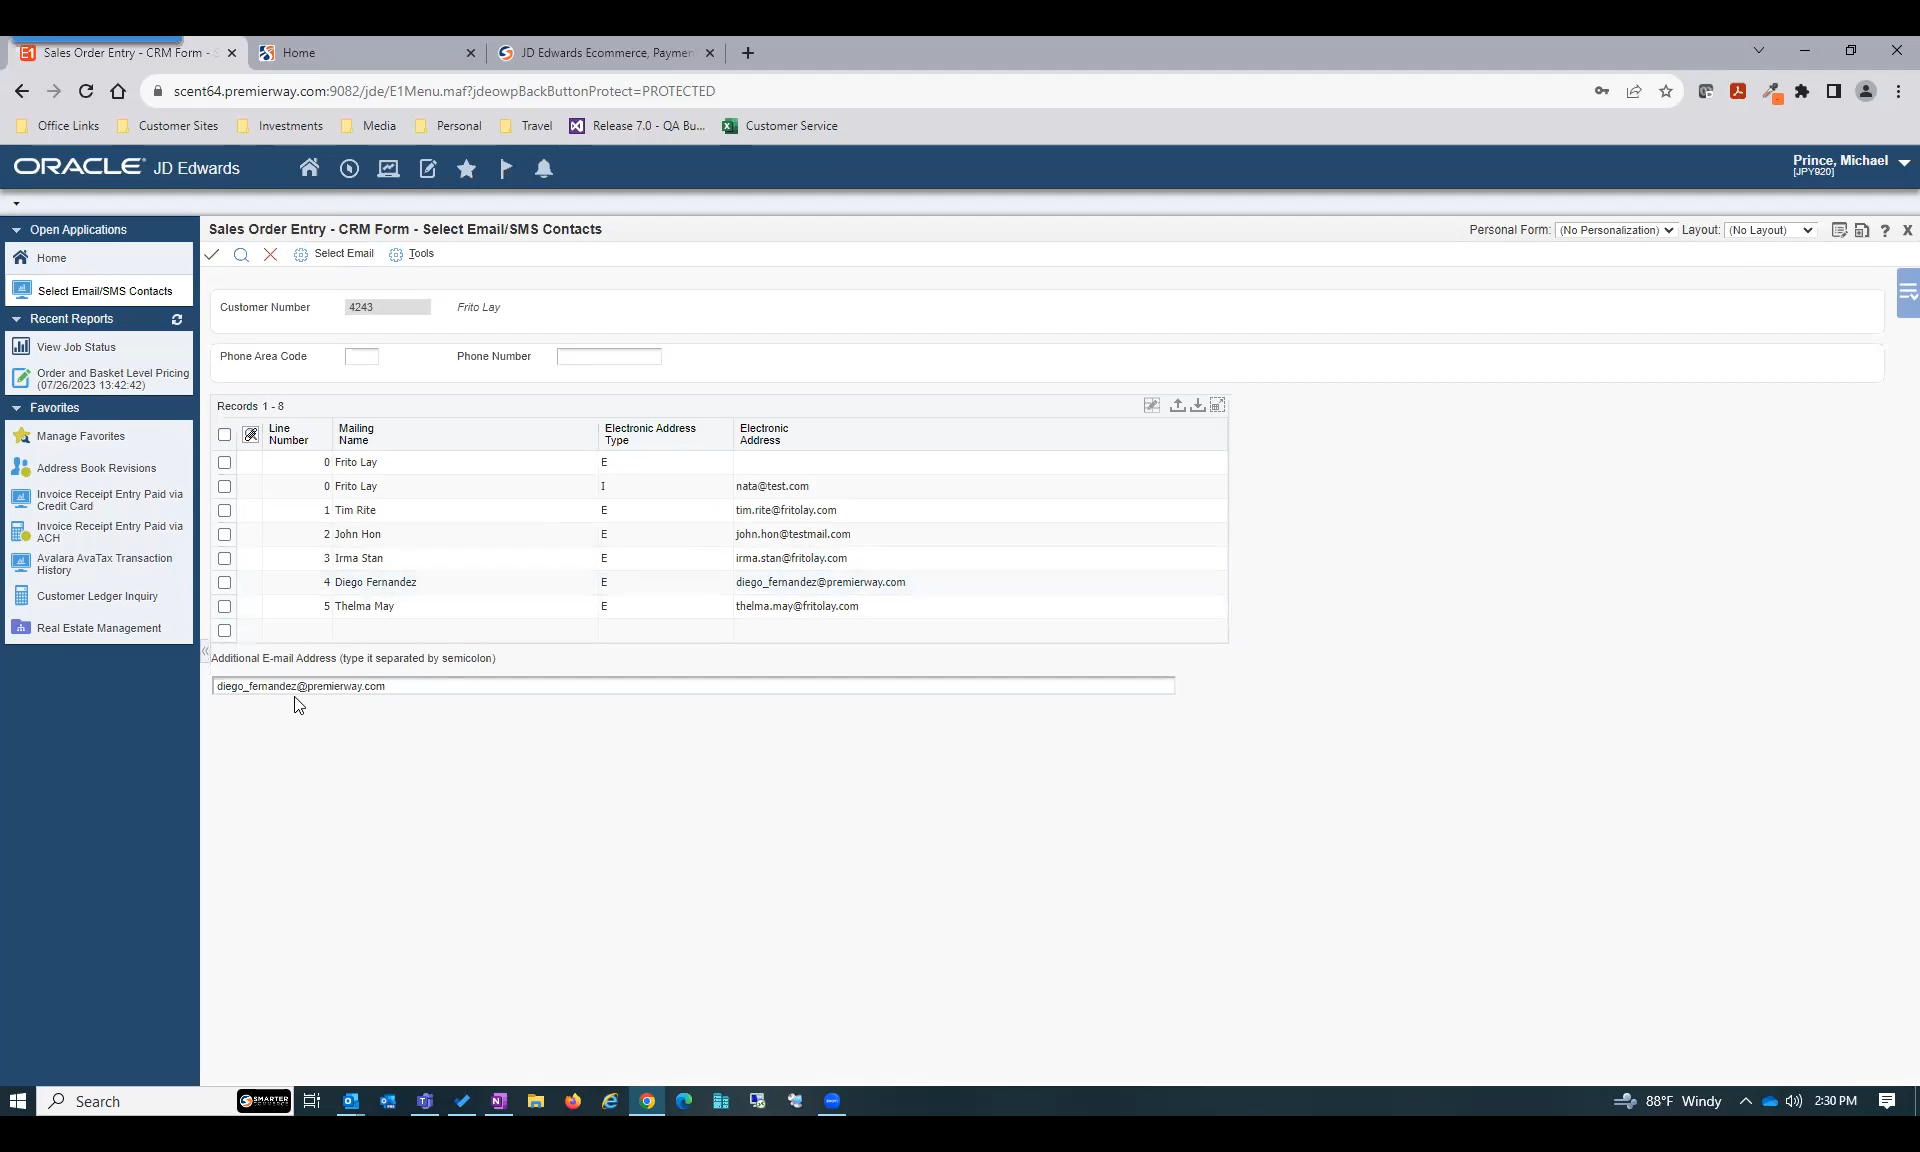 Sales Order Entry - CRM Form - S
Home
JD Edwards Ecommerce, Paymen
scent64.premierway.com:9082/jde/E1Menu.maf?jdeowpBackButtonProtect=PROTECTED
Office Links
Customer Sites
Investments
Media
Personal
Travel
Release 7.0 - QA Bu...
Customer Service
ORACLE JD Edwards
Prince, Michael
[JPY920]
Open Applications
Home
Select Email/SMS Contacts
Recent Reports
View Job Status
Order and Basket Level Pricing
(07/26/2023 13:42:42)
Favorites
Manage Favorites
Address Book Revisions
Invoice Receipt Entry Paid via
Credit Card
Invoice Receipt Entry Paid via
ACH
Avalara AvaTax Transaction
History
Customer Ledger Inquiry
Real Estate Management
Sales Order Entry - CRM Form - Select Email/SMS Contacts
Personal Form: (No Personalization) Layout: (No Layout)
Select Email Tools
Customer Number 4243 Frito Lay
Phone Area Code Phone Number
Records 1 - 8
Line Number Mailing Name Electronic Address Type Electronic Address
0 Frito Lay E
0 Frito Lay I nata@test.com
1 Tim Rite E tim.rite@fritolay.com
2 John Hon E john.hon@testmail.com
3 Irma Stan E irma.stan@fritolay.com
4 Diego Fernandez E diego_fernandez@premierway.com
5 Thelma May E thelma.may@fritolay.com
Additional E-mail Address (type it separated by semicolon)
diego_fernandez@premierway.com
Search
SMARTER
88°F Windy
2:30 PM